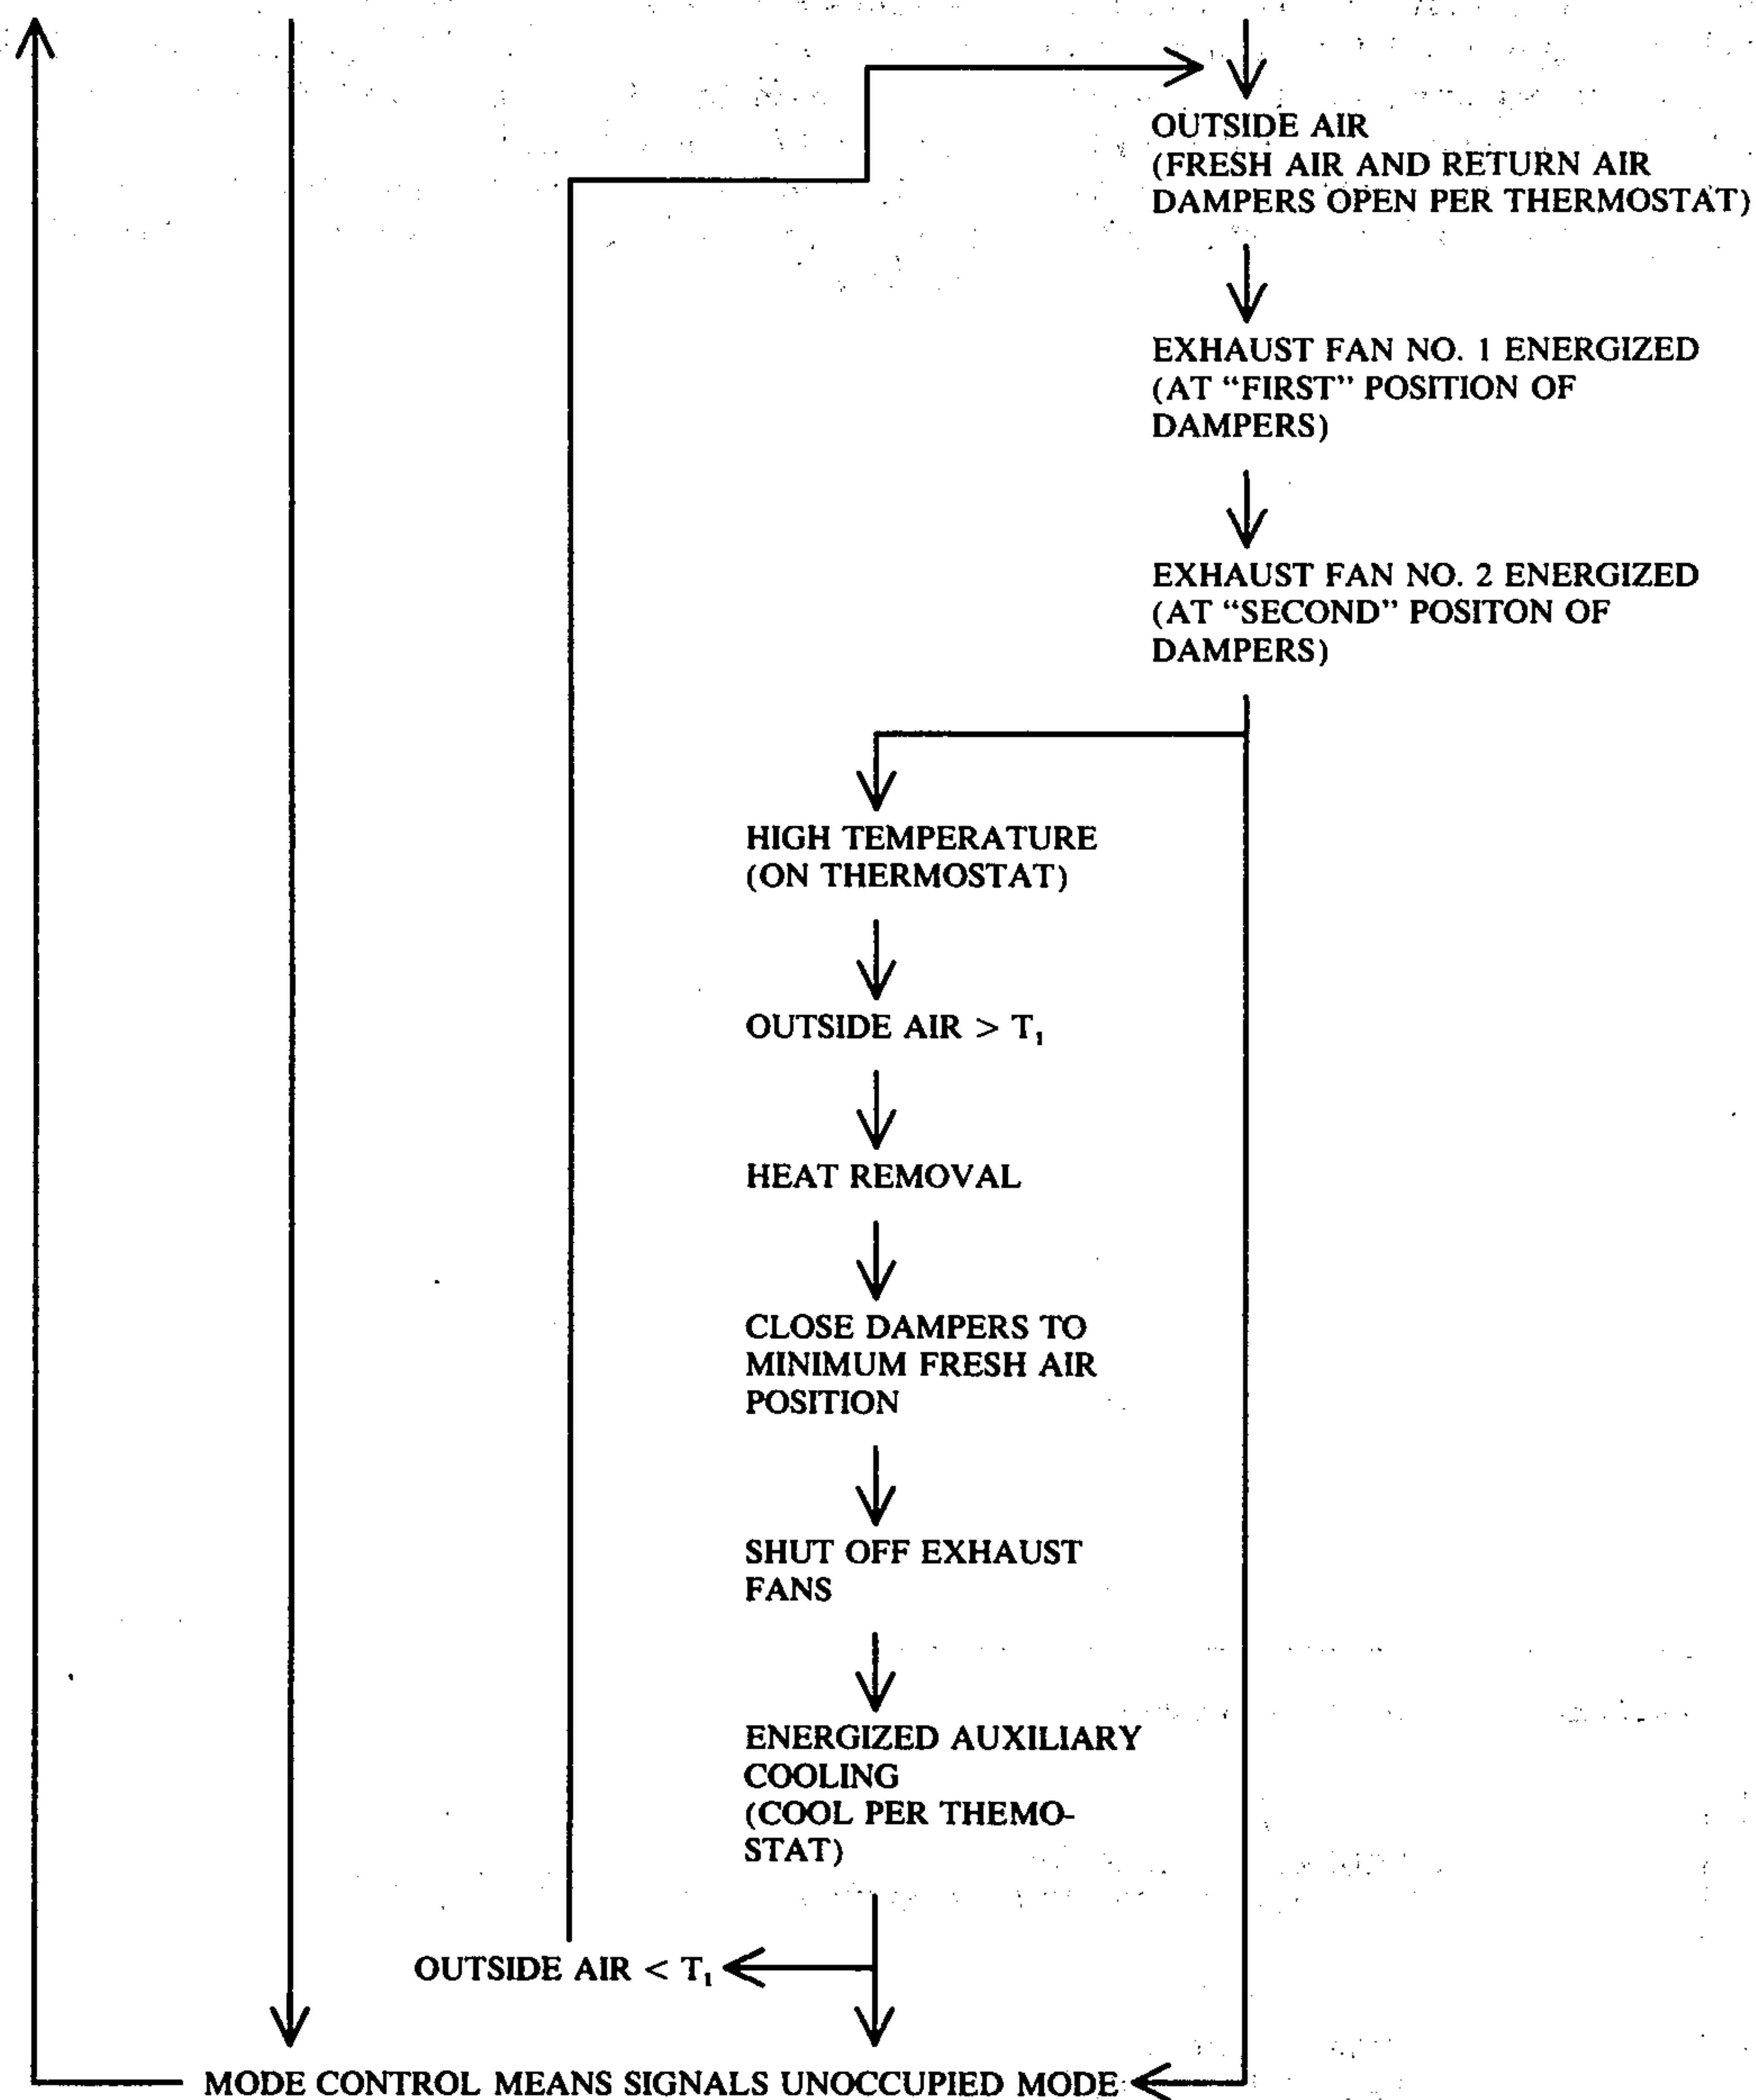 OUTSIDE AIR
(FRESH AIR AND RETURN AIR
DAMPERS OPEN PER THERMOSTAT)
EXHAUST FAN NO. 1 ENERGIZED
(AT “FIRST” POSITION OF
DAMPERS)
EXHAUST FAN NO. 2 ENERGIZED
(AT “SECOND” POSITON OF
DAMPERS)
HIGH TEMPERATURE
(ON THERMOSTAT)
OUTSIDE AIR > T₁
HEAT REMOVAL
CLOSE DAMPERS TO
MINIMUM FRESH AIR
POSITION
SHUT OFF EXHAUST
FANS
ENERGIZED AUXILIARY
COOLING
(COOL PER THEMO-
STAT)
OUTSIDE AIR < T₁
MODE CONTROL MEANS SIGNALS UNOCCUPIED MODE